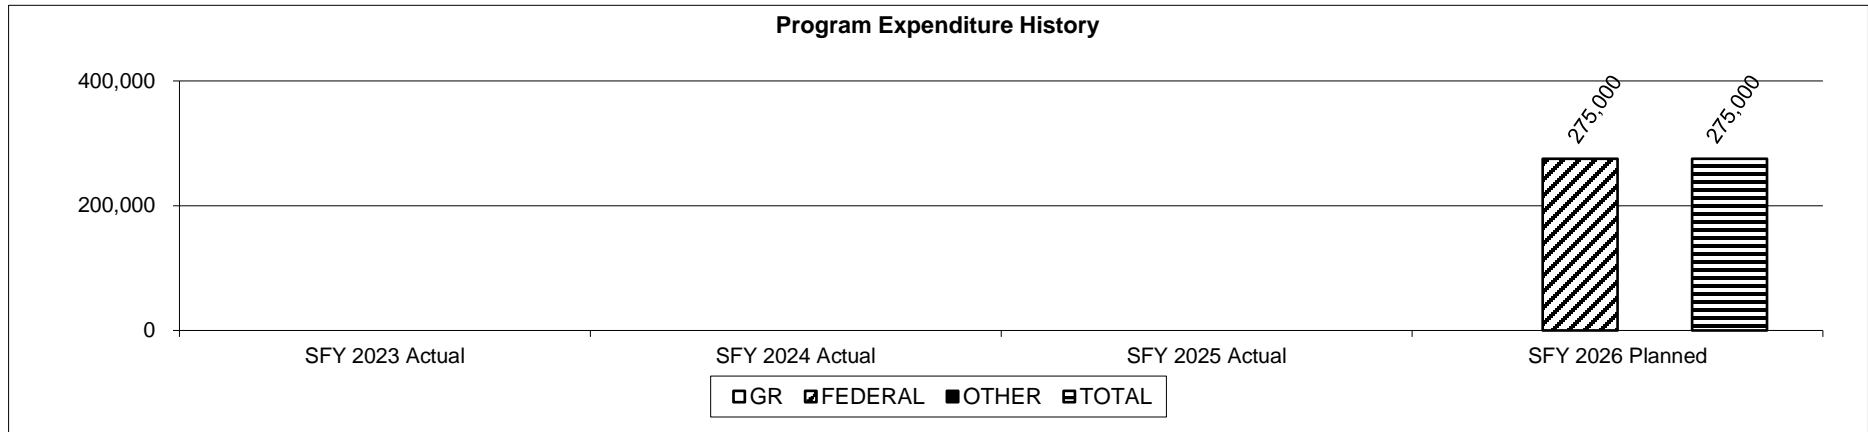 Program Expenditure History
400,000
200,000
0
275,000
275,000
SFY 2023 Actual
SFY 2024 Actual
SFY 2025 Actual
SFY 2026 Planned
GR FEDERAL OTHER TOTAL